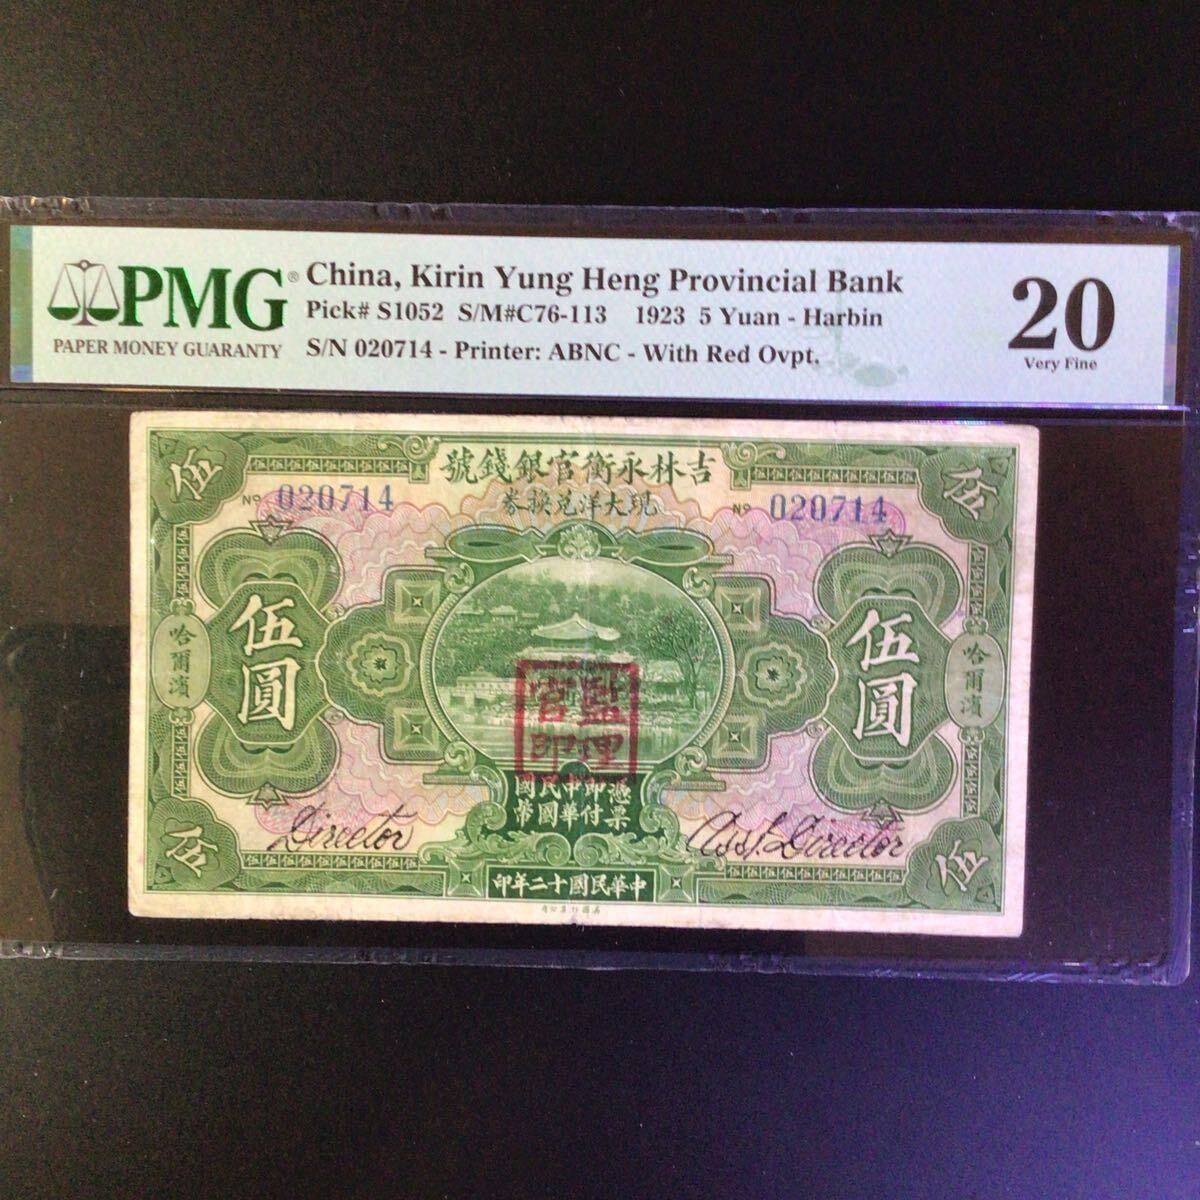 PMG®
PAPER MONEY GUARANTY
China, Kirin Yung Heng Provincial Bank
Pick# S1052 S/M#C76-113 1923 5 Yuan - Harbin
S/N 020714 - Printer: ABNC - With Red Ovpt.
20
Very Fine
伍
號錢銀官衡永林吉
伍
Nº 020714
券換兌洋大現
Nº 020714
伍圓
伍圓
哈爾濱
哈爾濱
監理官印
憑票即付中華民國國幣
Director
Asst. Director
伍
印年二十國民華中
伍